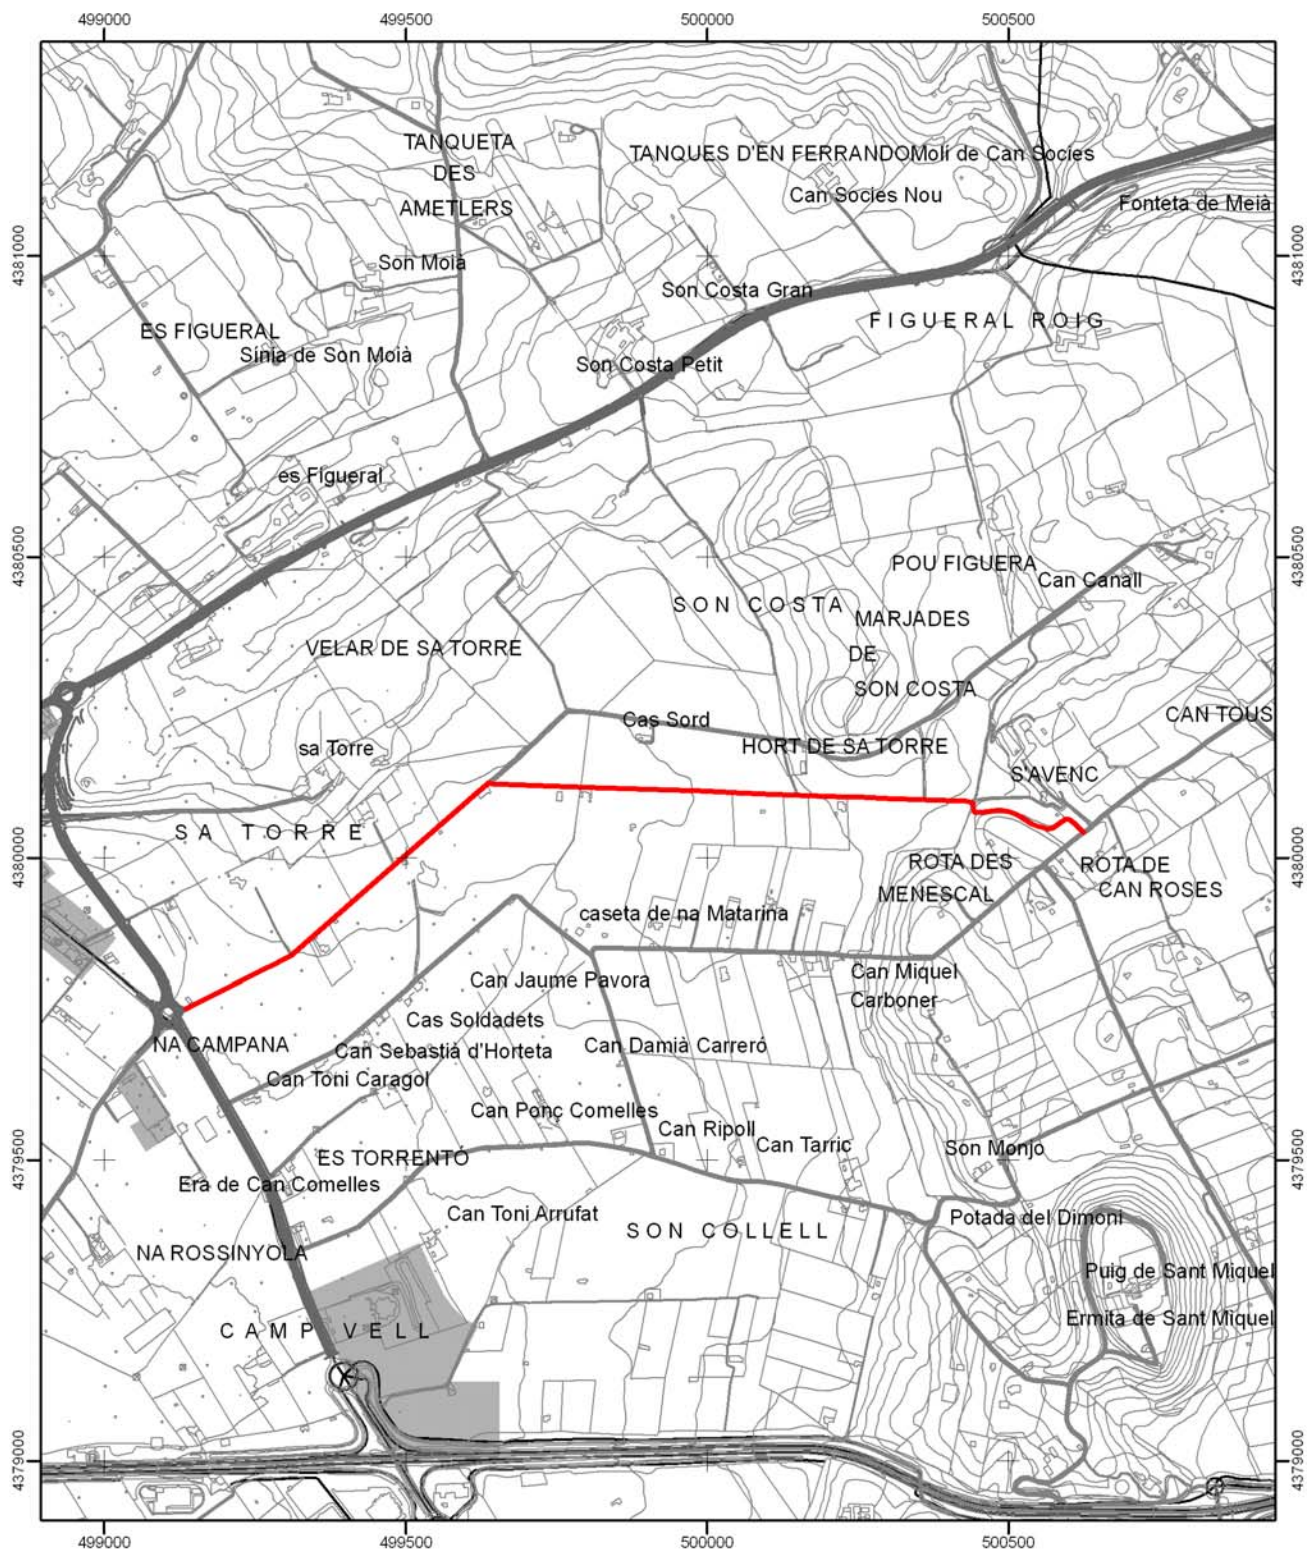 499000 499500 500000 500500
TANQUETA
DES
AMETLERS
TANQUES D'EN FERRANDO
Molí de Can Socies
Can Socies Nou
Fonteta de Meià
4381000
4381000
Son Moià
Son Costa Gran
ES FIGUERAL
FIGUERAL ROIG
Sínia de Son Moià
Son Costa Petit
es Figueral
4380500
4380500
POU FIGUERA
Can Canall
SON COSTA
MARJADES
DE
SON COSTA
VELAR DE SA TORRE
Cas Sord
CAN TOUS
sa Torre
HORT DE SA TORRE
S'AVENC
SA TORRE
4380000
4380000
ROTA DES
MENESCAL
ROTA DE
CAN ROSES
caseta de na Matarina
Can Jaume Pavora
Can Miquel
Carboner
Cas Soldadets
NA CAMPANA
Can Sebastià d'Horteta
Can Damià Carreró
Can Toni Caragol
Can Ponç Comelles
Can Ripoll
Can Tarric
Son Monjo
ES TORRENTÓ
4379500
4379500
Era de Can Comelles
Can Toni Arrufat
SON COLLELL
Potada del Dimoni
NA ROSSINYOLA
Puig de Sant Miquel
Ermita de Sant Miquel
CAMP VELL
4379000
4379000
499000 499500 500000 500500